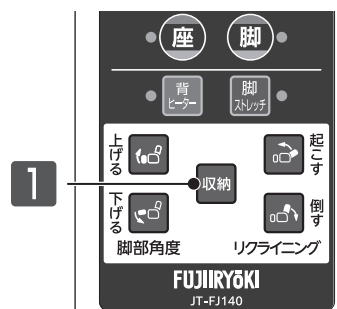 座 脚
背ヒーター 脚ストレッチ
上げる 起こす
1 収納
下げる 倒す
脚部角度 リクライニング
FUJIIRYOKI
JT-FJ140